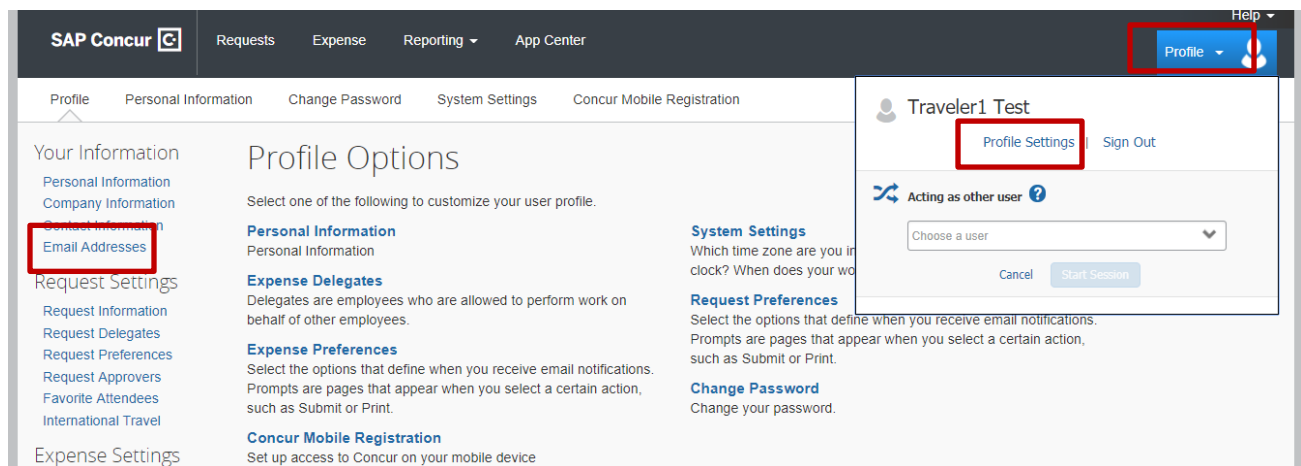 Help
SAP Concur C
Requests
Expense
Reporting
App Center
Profile
Profile
Personal Information
Change Password
System Settings
Concur Mobile Registration
Traveler1 Test
Profile Settings | Sign Out
Acting as other user ?
Choose a user
Cancel
Start Session
Your Information
Personal Information
Company Information
Contact Information
Email Addresses
Request Settings
Request Information
Request Delegates
Request Preferences
Request Approvers
Favorite Attendees
International Travel
Expense Settings
Profile Options
Select one of the following to customize your user profile.
Personal Information
Personal Information
Expense Delegates
Delegates are employees who are allowed to perform work on
behalf of other employees.
Expense Preferences
Select the options that define when you receive email notifications.
Prompts are pages that appear when you select a certain action,
such as Submit or Print.
Concur Mobile Registration
Set up access to Concur on your mobile device
System Settings
Which time zone are you in
clock? When does your wo
Request Preferences
Select the options that define when you receive email notifications.
Prompts are pages that appear when you select a certain action,
such as Submit or Print.
Change Password
Change your password.